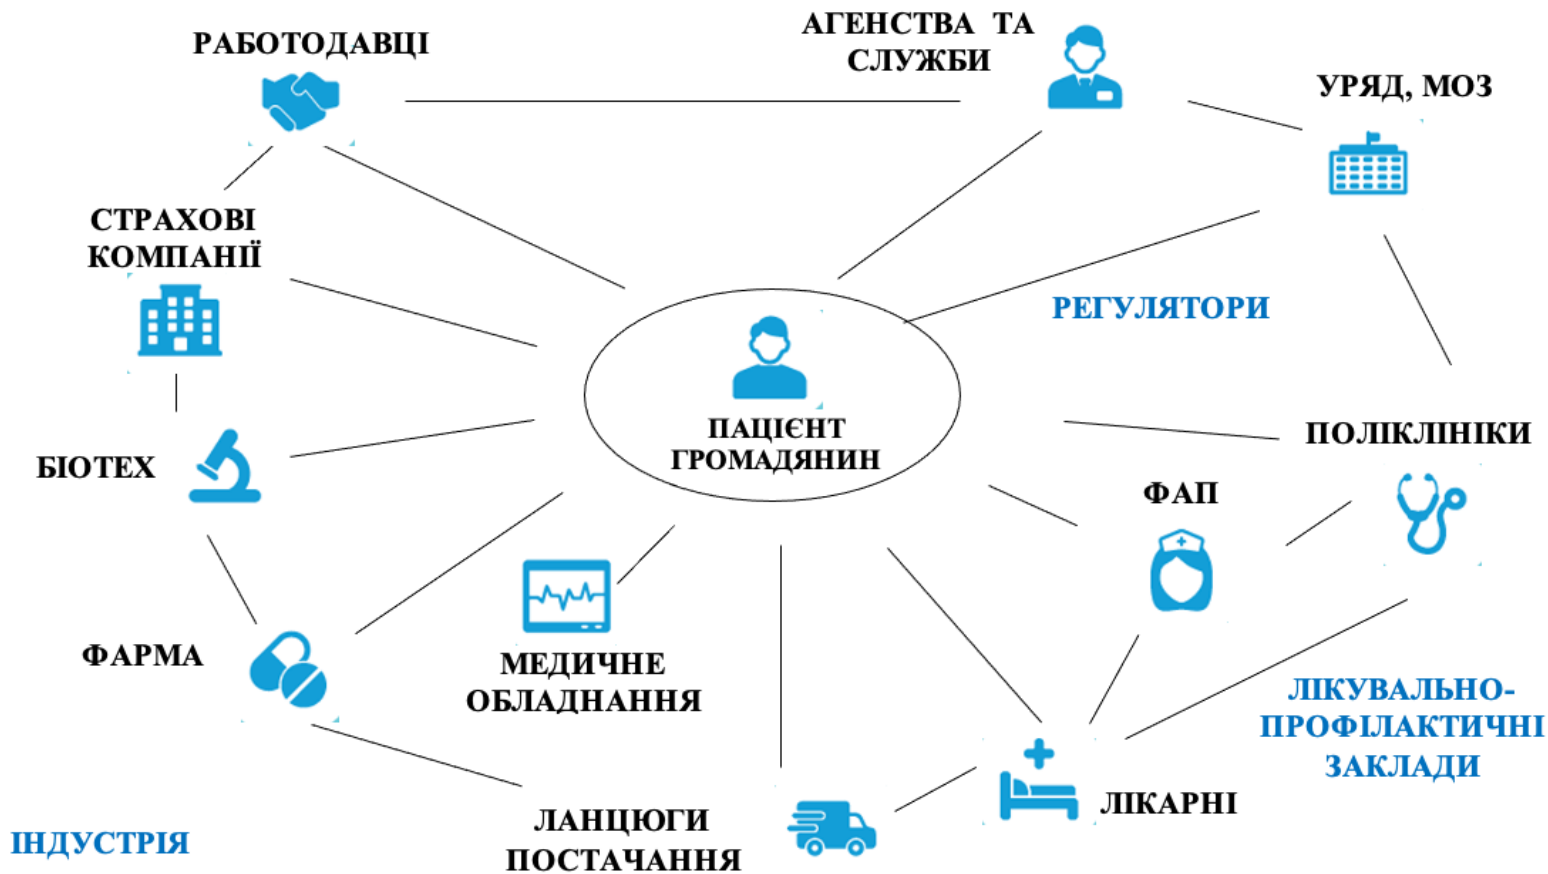 РАБОТОДАВЦІ
АГЕНСТВА ТА
СЛУЖБИ
УРЯД, МОЗ
СТРАХОВІ
КОМПАНІЇ
РЕГУЛЯТОРИ
ПАЦІЄНТ
ГРОМАДЯНИН
ПОЛІКЛІНІКИ
БІОТЕХ
ФАП
ФАРМА
МЕДИЧНЕ
ОБЛАДНАННЯ
ЛІКУВАЛЬНО-
ПРОФІЛАКТИЧНІ
ЗАКЛАДИ
ЛІКАРНІ
ЛАНЦЮГИ
ПОСТАЧАННЯ
ІНДУСТРІЯ